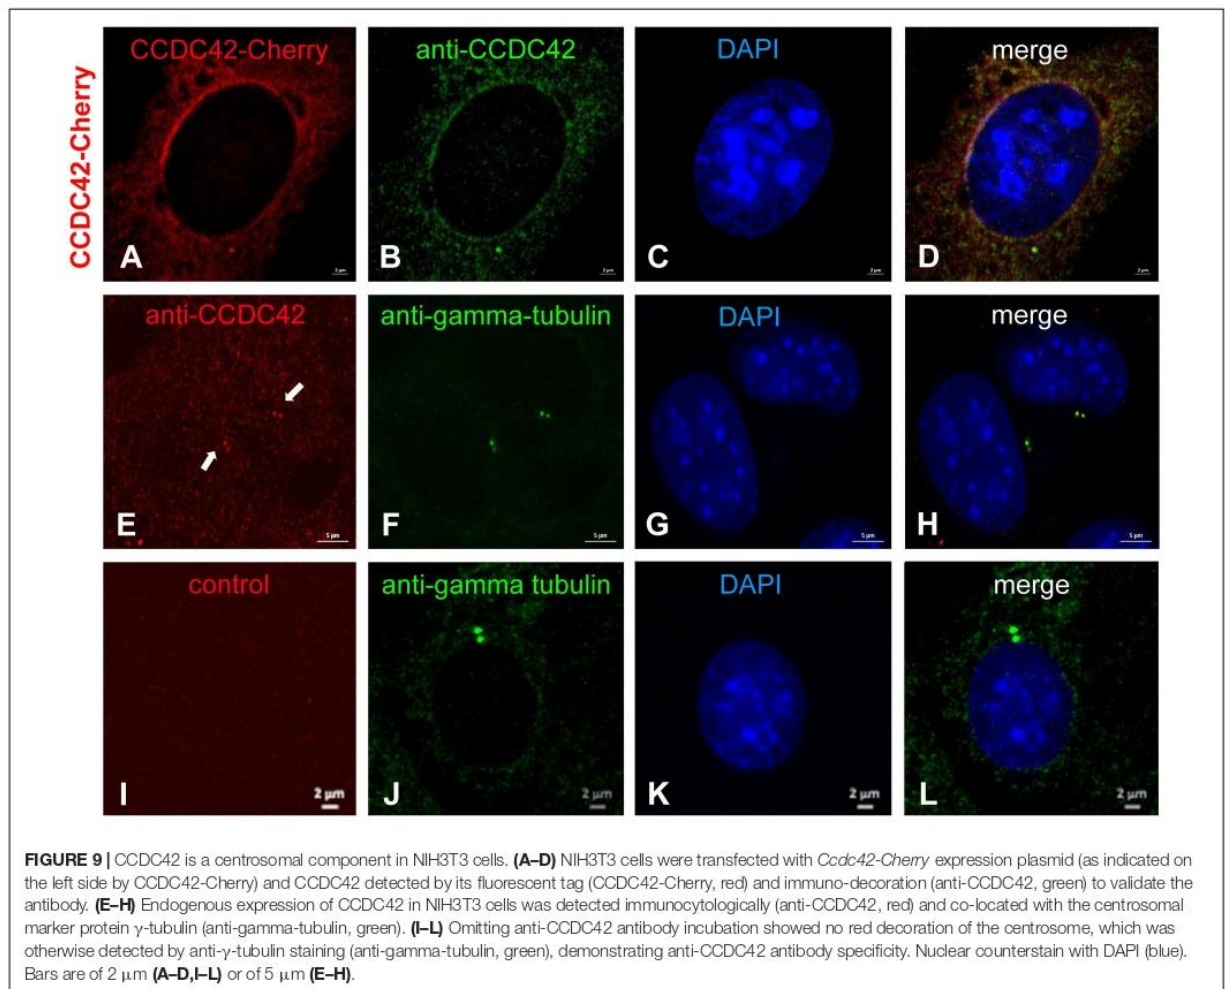 CCDC42-Cherry
CCDC42-Cherry anti-CCDC42 DAPI merge
A B C D
2 µm 2 µm 2 µm 2 µm
anti-CCDC42 anti-gamma-tubulin DAPI merge
E F G H
5 µm 5 µm 5 µm 5 µm
control anti-gamma tubulin DAPI merge
I J K L
2 µm 2 µm 2 µm 2 µm
FIGURE 9 | CCDC42 is a centrosomal component in NIH3T3 cells. (A–D) NIH3T3 cells were transfected with Ccdc42-Cherry expression plasmid (as indicated on
the left side by CCDC42-Cherry) and CCDC42 detected by its fluorescent tag (CCDC42-Cherry, red) and immuno-decoration (anti-CCDC42, green) to validate the
antibody. (E–H) Endogenous expression of CCDC42 in NIH3T3 cells was detected immunocytologically (anti-CCDC42, red) and co-located with the centrosomal
marker protein γ-tubulin (anti-gamma-tubulin, green). (I–L) Omitting anti-CCDC42 antibody incubation showed no red decoration of the centrosome, which was
otherwise detected by anti-γ-tubulin staining (anti-gamma-tubulin, green), demonstrating anti-CCDC42 antibody specificity. Nuclear counterstain with DAPI (blue).
Bars are of 2 µm (A–D,I–L) or of 5 µm (E–H).